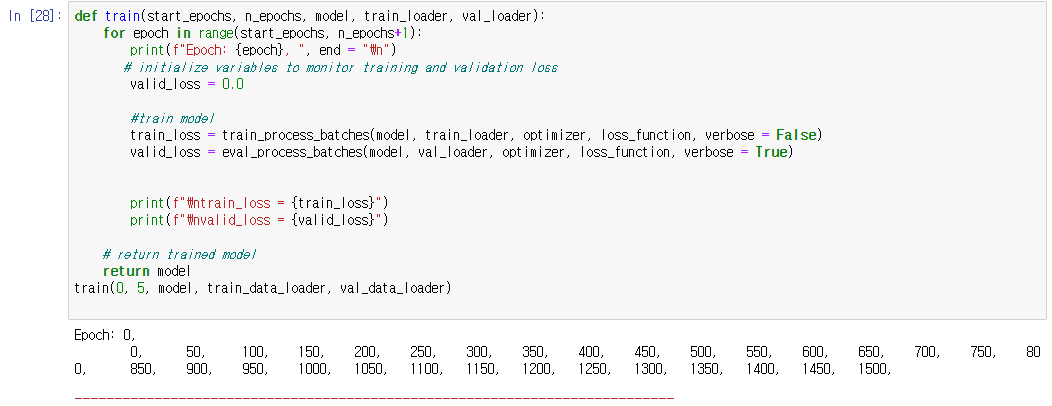 In [28]: def train(start_epochs, n_epochs, model, train_loader, val_loader):
for epoch in range(start_epochs, n_epochs+1):
print(f"Epoch: {epoch}, ", end = "₩n")
# initialize variables to monitor training and validation loss
valid_loss = 0.0
#train model
train_loss = train_process_batches(model, train_loader, optimizer, loss_function, verbose = False)
valid_loss = eval_process_batches(model, val_loader, optimizer, loss_function, verbose = True)
print(f"₩ntrain_loss = {train_loss}")
print(f"₩nvalid_loss = {valid_loss}")
# return trained model
return model
train(0, 5, model, train_data_loader, val_data_loader)
Epoch: 0,
0, 50, 100, 150, 200, 250, 300, 350, 400, 450, 500, 550, 600, 650, 700, 750, 80
0, 850, 900, 950, 1000, 1050, 1100, 1150, 1200, 1250, 1300, 1350, 1400, 1450, 1500,
---------------------------------------------------------------------------